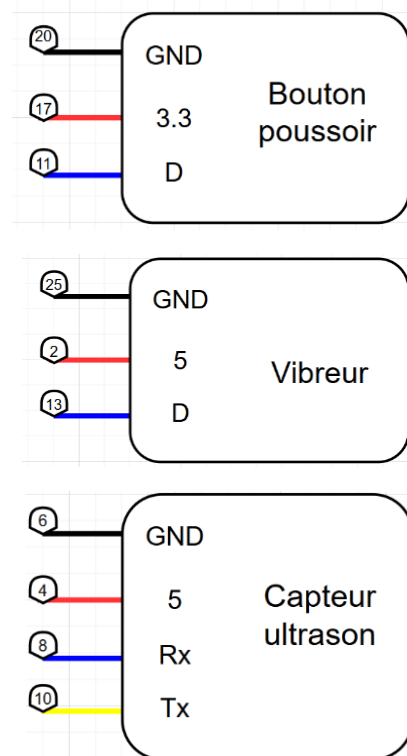 20
GND
17
3.3
11
D
Bouton
poussoir
25
GND
2
5
13
D
Vibreur
6
GND
4
5
8
Rx
10
Tx
Capteur
ultrason